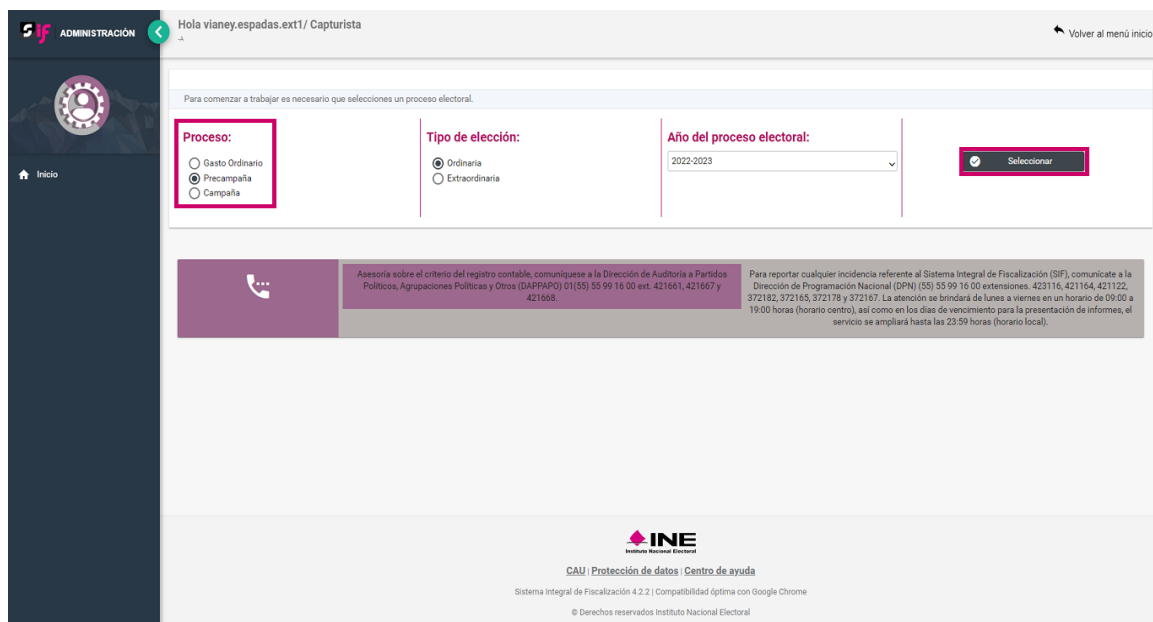 SIF ADMINISTRACIÓN
Hola vianey.espadas.ext1/ Capturista
Volver al menú inicio
Inicio
Para comenzar a trabajar es necesario que selecciones un proceso electoral.
Proceso:
Gasto Ordinario
Precampaña
Campaña
Tipo de elección:
Ordinaria
Extraordinaria
Año del proceso electoral:
2022-2023
Seleccionar
Asesoría sobre el criterio del registro contable, comuníquese a la Dirección de Auditoría a Partidos
Políticos, Agrupaciones Políticas y Otros (DAPPAPO) 01(55) 55 99 16 00 ext. 421661, 421667 y
421668.
Para reportar cualquier incidencia referente al Sistema Integral de Fiscalización (SIF), comunícate a la
Dirección de Programación Nacional (DPN) (55) 55 99 16 00 extensiones. 423116, 421164, 421122,
372182, 372165, 372178 y 372167. La atención se brindará de lunes a viernes en un horario de 09:00 a
19:00 horas (horario centro), así como en los días de vencimiento para la presentación de informes, el
servicio se ampliará hasta las 23:59 horas (horario local).
INE
Instituto Nacional Electoral
CAU | Protección de datos | Centro de ayuda
Sistema Integral de Fiscalización 4.2.2 | Compatibilidad óptima con Google Chrome
© Derechos reservados Instituto Nacional Electoral